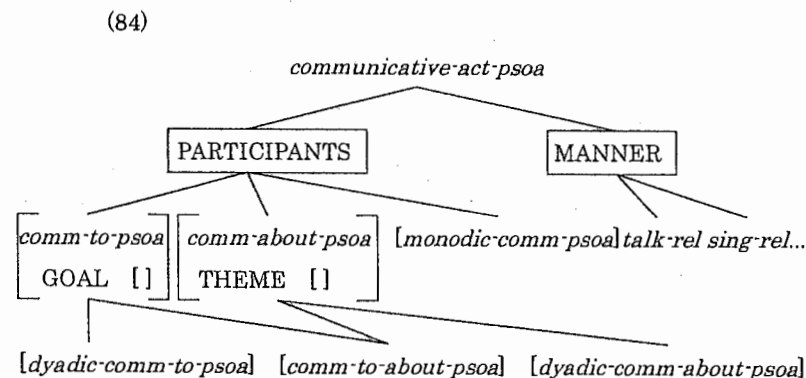 (84)
communicative-act-psoa
PARTICIPANTS MANNER
[comm-to-psoa] [comm-about-psoa] [monodic-comm-psoa] talk-rel sing-rel...
GOAL [ ] THEME [ ]
[dyadic-comm-to-psoa] [comm-to-about-psoa] [dyadic-comm-about-psoa]